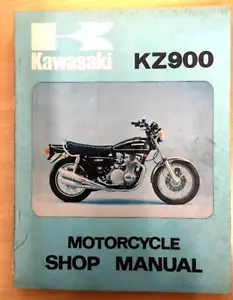 Kawasaki
KZ900
MOTORCYCLE
SHOP MANUAL